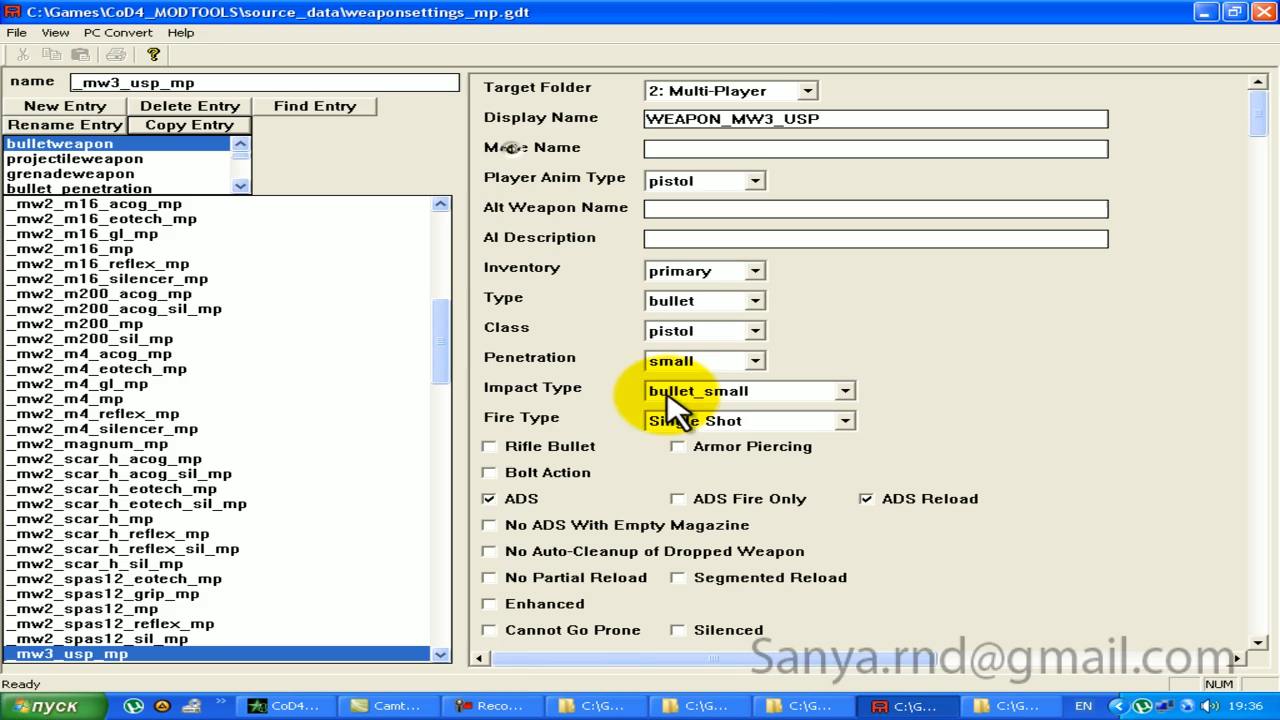 C:\Games\CoD4_MODTOOLS\source_data\weaponsettings_mp.gdt
File View PC Convert Help
name _mw3_usp_mp
New Entry Delete Entry Find Entry
Rename Entry Copy Entry
bulletweapon
projectileweapon
grenadeweapon
bullet_penetration
_mw2_m16_acog_mp
_mw2_m16_eotech_mp
_mw2_m16_gl_mp
_mw2_m16_mp
_mw2_m16_reflex_mp
_mw2_m16_silencer_mp
_mw2_m200_acog_mp
_mw2_m200_acog_sil_mp
_mw2_m200_mp
_mw2_m200_sil_mp
_mw2_m4_acog_mp
_mw2_m4_eotech_mp
_mw2_m4_gl_mp
_mw2_m4_mp
_mw2_m4_reflex_mp
_mw2_m4_silencer_mp
_mw2_magnum_mp
_mw2_scar_h_acog_mp
_mw2_scar_h_acog_sil_mp
_mw2_scar_h_eotech_mp
_mw2_scar_h_eotech_sil_mp
_mw2_scar_h_mp
_mw2_scar_h_reflex_mp
_mw2_scar_h_reflex_sil_mp
_mw2_scar_h_sil_mp
_mw2_spas12_eotech_mp
_mw2_spas12_grip_mp
_mw2_spas12_mp
_mw2_spas12_reflex_mp
_mw2_spas12_sil_mp
_mw3_usp_mp
Target Folder 2: Multi-Player
Display Name WEAPON_MW3_USP
Name
Player Anim Type pistol
Alt Weapon Name
AI Description
Inventory primary
Type bullet
Class pistol
Penetration small
Impact Type bullet_small
Fire Type Single Shot
Rifle Bullet Armor Piercing
Bolt Action
ADS ADS Fire Only ADS Reload
No ADS With Empty Magazine
No Auto-Cleanup of Dropped Weapon
No Partial Reload Segmented Reload
Enhanced
Cannot Go Prone Silenced
Sanya.rnd@gmail.com
Ready NUM
пуск CoD4... Camt... Reco... C:\G... C:\G... C:\G... C:\G... C:\G... EN 19:36